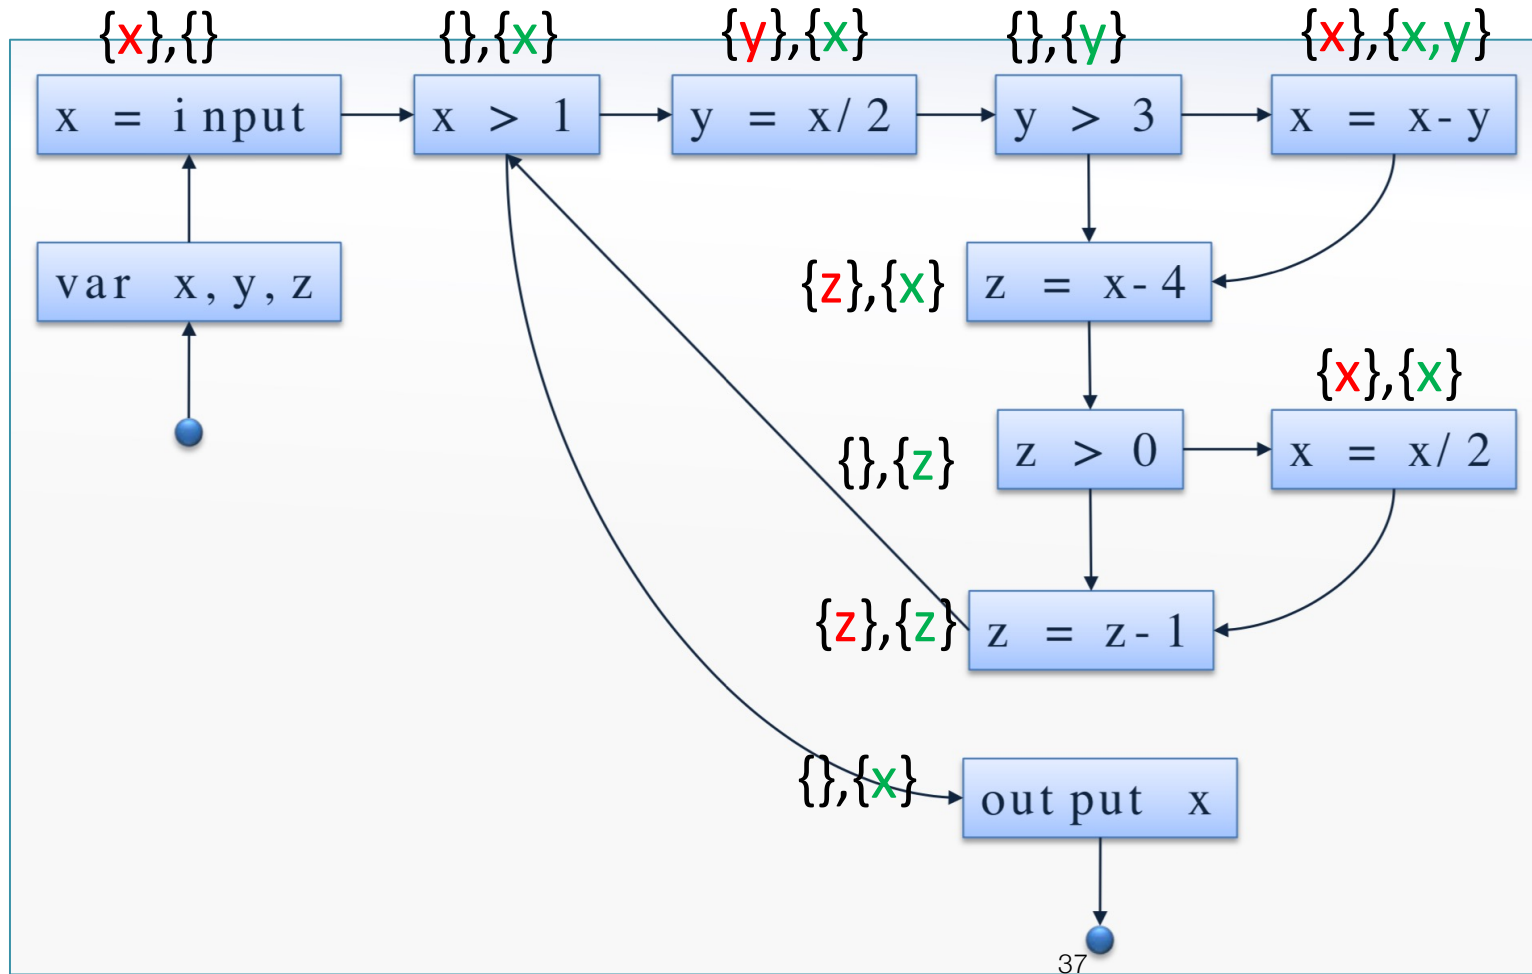 {x},{} {},{x} {y},{x} {},{y} {x},{x,y}
x = input x > 1 y = x/2 y > 3 x = x-y
var x,y,z {z},{x} z = x-4
{x},{x}
{},{z} z > 0 x = x/2
{z},{z} z = z-1
{},{x} output x
37